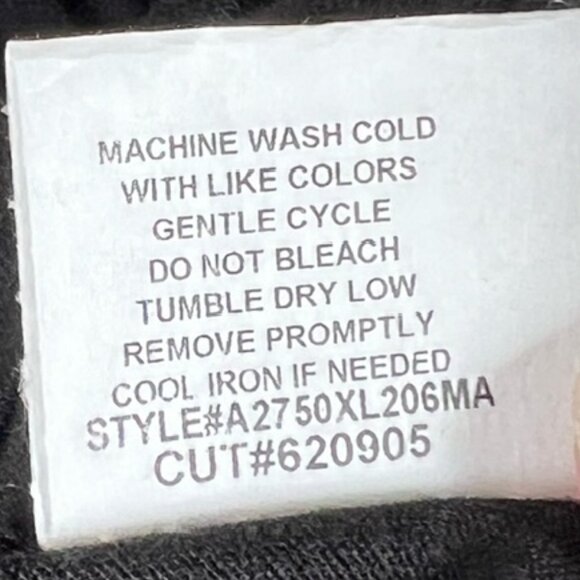 MACHINE WASH COLD
WITH LIKE COLORS
GENTLE CYCLE
DO NOT BLEACH
TUMBLE DRY LOW
REMOVE PROMPTLY
COOL IRON IF NEEDED
STYLE#A2750XL206MA
CUT#620905